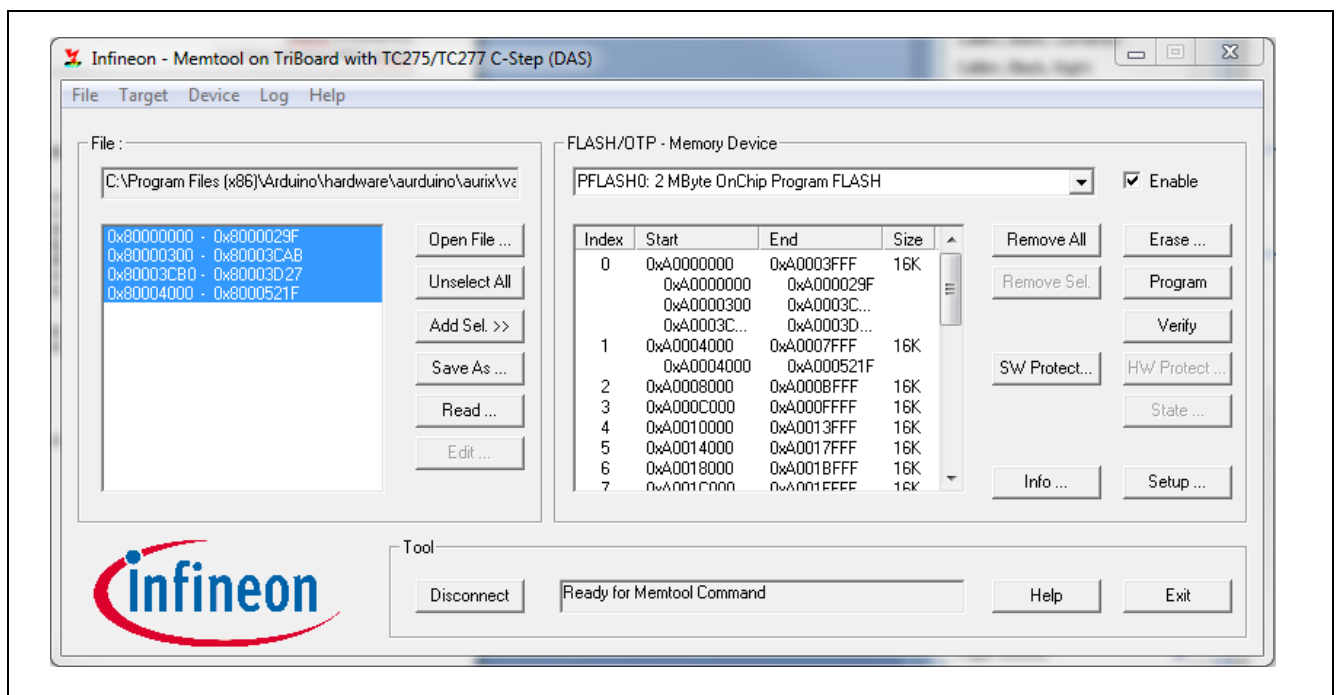 Infineon - Memtool on TriBoard with TC275/TC277 C-Step (DAS)
File Target Device Log Help
File :
C:\Program Files (x86)\Arduino\hardware\aurduino\aurix\va
0x80000000 - 0x8000029F
0x80000300 - 0x80003CAB
0x80003CB0 - 0x80003D27
0x80004000 - 0x8000521F
Open File ...
Unselect All
Add Sel. >>
Save As ...
Read ...
Edit ...
FLASH/OTP - Memory Device
PFLASH0: 2 MByte OnChip Program FLASH
Enable
Index Start End Size
0 0xA0000000 0xA0003FFF 16K
0xA0000000 0xA000029F
0xA0000300 0xA0003C...
0xA0003C... 0xA0003D...
1 0xA0004000 0xA0007FFF 16K
0xA0004000 0xA000521F
2 0xA0008000 0xA000BFFF 16K
3 0xA000C000 0xA000FFFF 16K
4 0xA0010000 0xA0013FFF 16K
5 0xA0014000 0xA0017FFF 16K
6 0xA0018000 0xA001BFFF 16K
7 0xA001C000 0xA001FFFF 16K
Remove All
Remove Sel.
SW Protect...
Info ...
Erase ...
Program
Verify
HW Protect ...
State ...
Setup ...
infineon
Tool
Disconnect
Ready for Memtool Command
Help
Exit